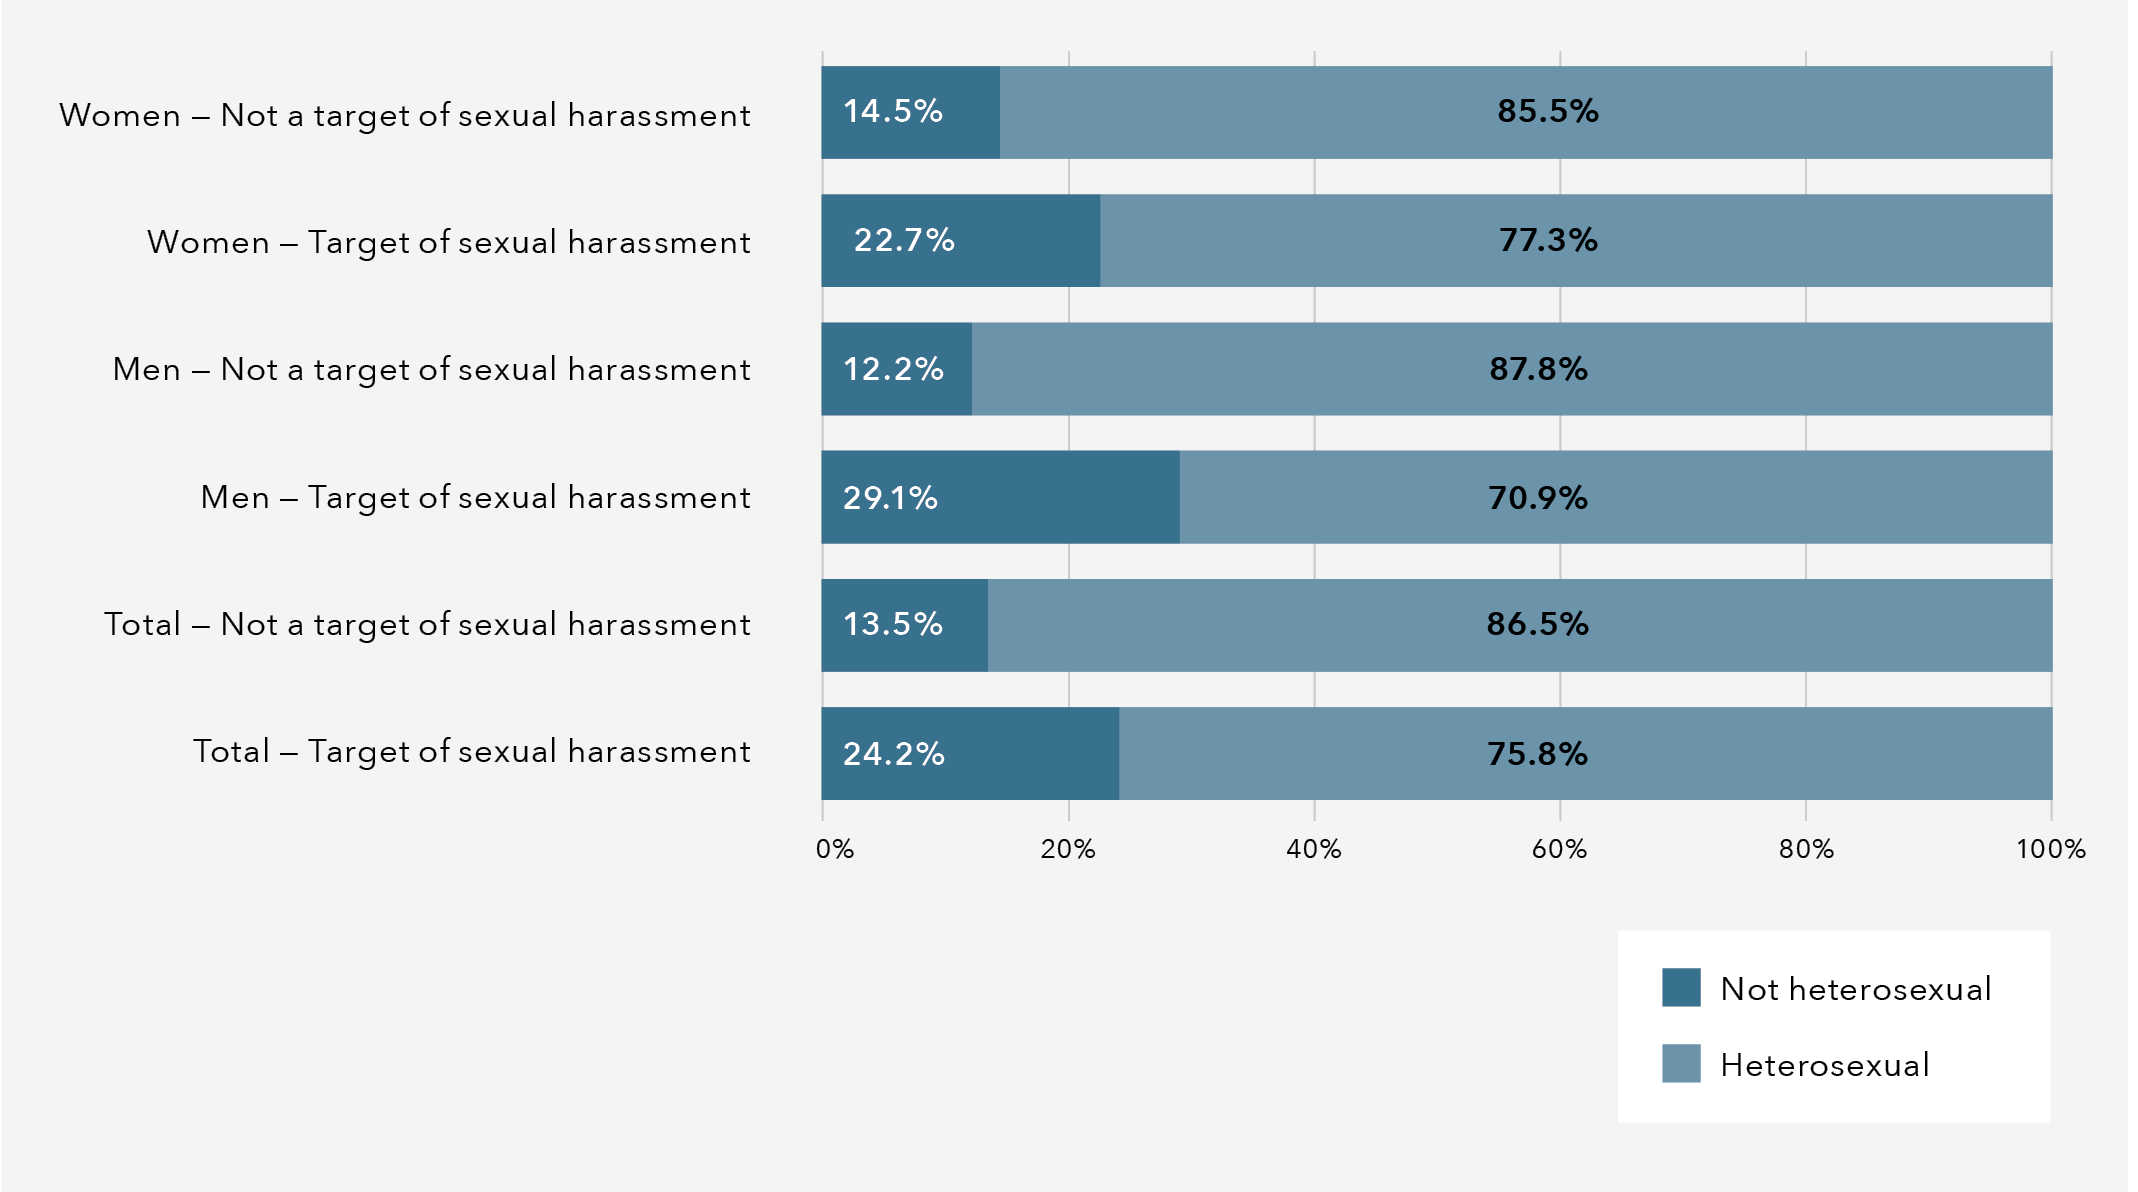 Women – Not a target of sexual harassment 14.5% 85.5%
Women – Target of sexual harassment 22.7% 77.3%
Men – Not a target of sexual harassment 12.2% 87.8%
Men – Target of sexual harassment 29.1% 70.9%
Total – Not a target of sexual harassment 13.5% 86.5%
Total – Target of sexual harassment 24.2% 75.8%
0% 20% 40% 60% 80% 100%
Not heterosexual
Heterosexual